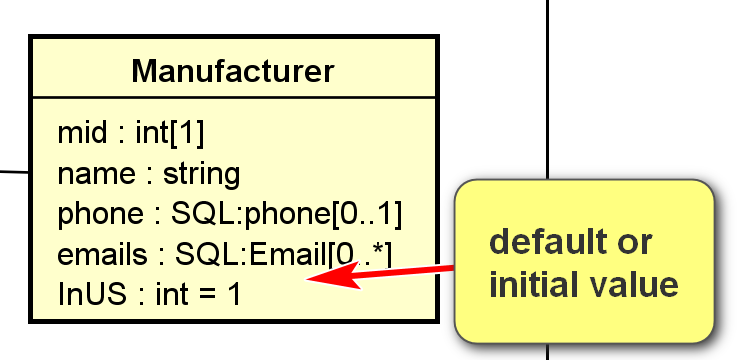 Manufacturer
mid : int[1]
name : string
phone : SQL:phone[0..1]
emails : SQL:Email[0..*]
InUS : int = 1
default or
initial value